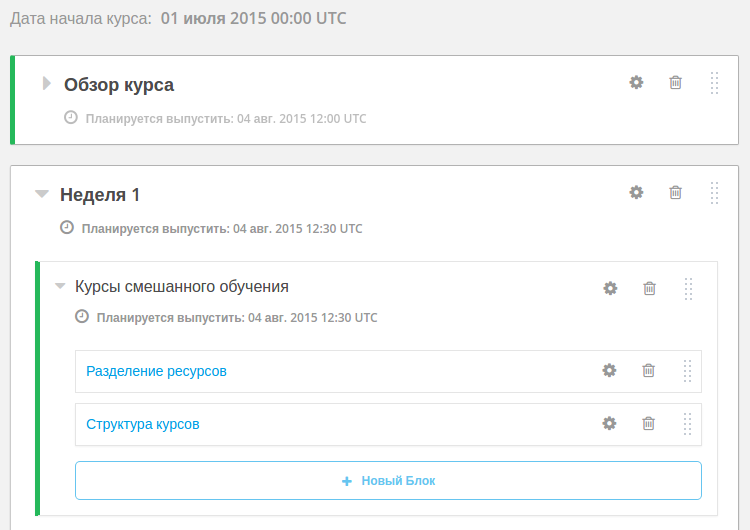 Дата начала курса: 01 июля 2015 00:00 UTC
Обзор курса
Планируется выпустить: 04 авг. 2015 12:00 UTC
Неделя 1
Планируется выпустить: 04 авг. 2015 12:30 UTC
Курсы смешанного обучения
Планируется выпустить: 04 авг. 2015 12:30 UTC
Разделение ресурсов
Структура курсов
+ Новый Блок